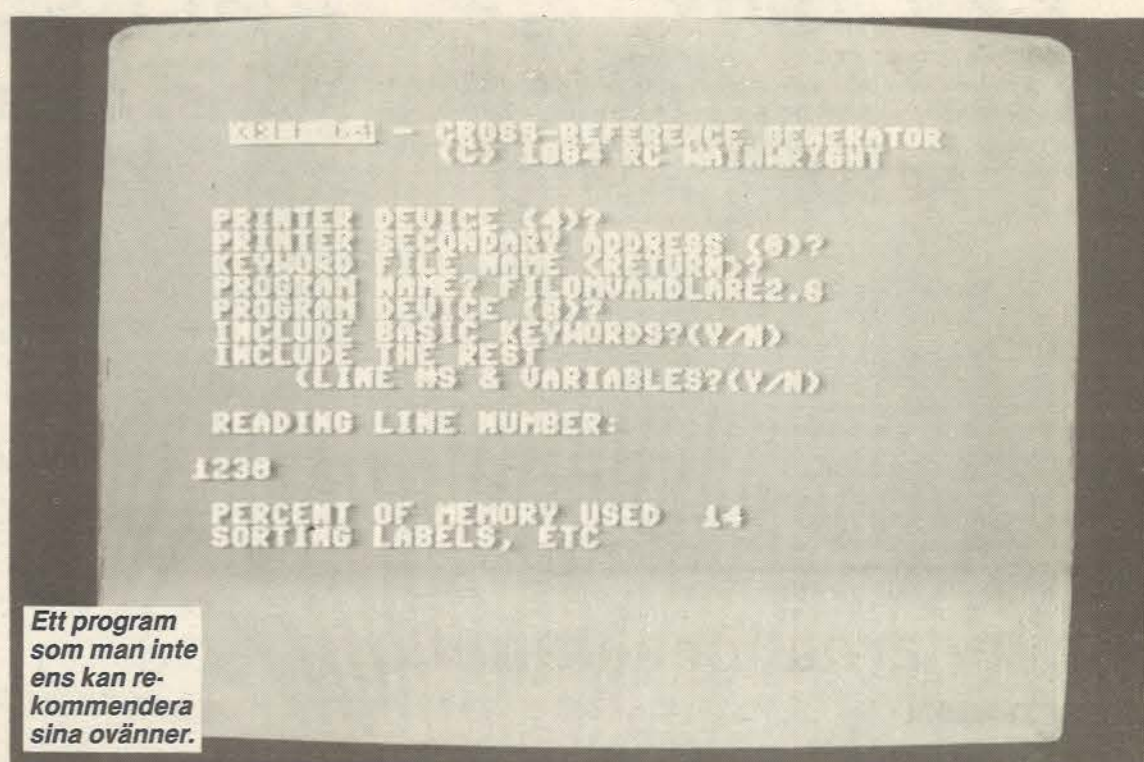 - CROSS-REFERENCE GENERATOR
(C) 1984 RC WAINWRIGHT
PRINTER DEVICE (4)?
PRINTER SECONDARY ADDRESS (0)?
KEYWORD FILE NAME <RETURN>?
PROGRAM NAME? FILOMVANDLARE2.S
PROGRAM DEVICE (8)?
INCLUDE BASIC KEYWORDS?(Y/N)
INCLUDE THE REST
(LINE #S & VARIABLES?(Y/N)
READING LINE NUMBER:
1230
PERCENT OF MEMORY USED 14
SORTING LABELS, ETC
Ett program
som man inte
ens kan re-
kommendera
sina ovänner.